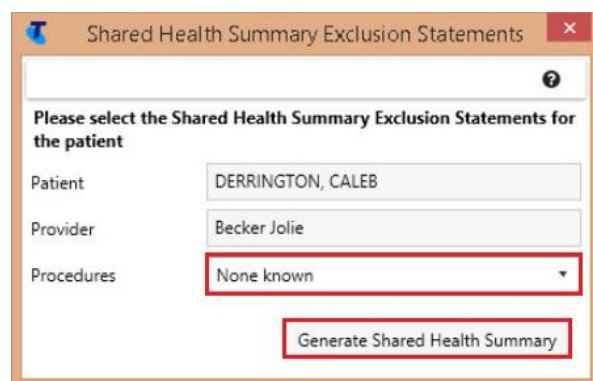 Shared Health Summary Exclusion Statements
Please select the Shared Health Summary Exclusion Statements for
the patient
Patient DERRINGTON, CALEB
Provider Becker Jolie
Procedures None known
Generate Shared Health Summary